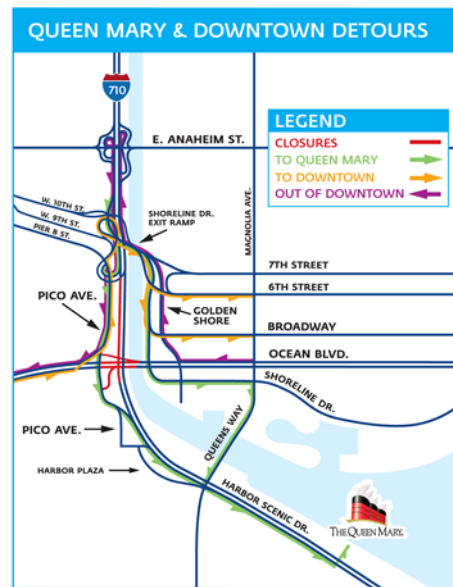 QUEEN MARY & DOWNTOWN DETOURS
710
E. ANAHEIM ST.
LEGEND
CLOSURES
TO QUEEN MARY
TO DOWNTOWN
OUT OF DOWNTOWN
W. 10TH ST.
W. 9TH ST.
PIER B ST.
SHORELINE DR.
EXIT RAMP
MAGNOLIA AVE.
7TH STREET
6TH STREET
PICO AVE.
GOLDEN
SHORE
BROADWAY
OCEAN BLVD.
SHORELINE DR.
PICO AVE.
QUEENS WAY
HARBOR PLAZA
HARBOR SCENIC DR.
THE QUEEN MARY